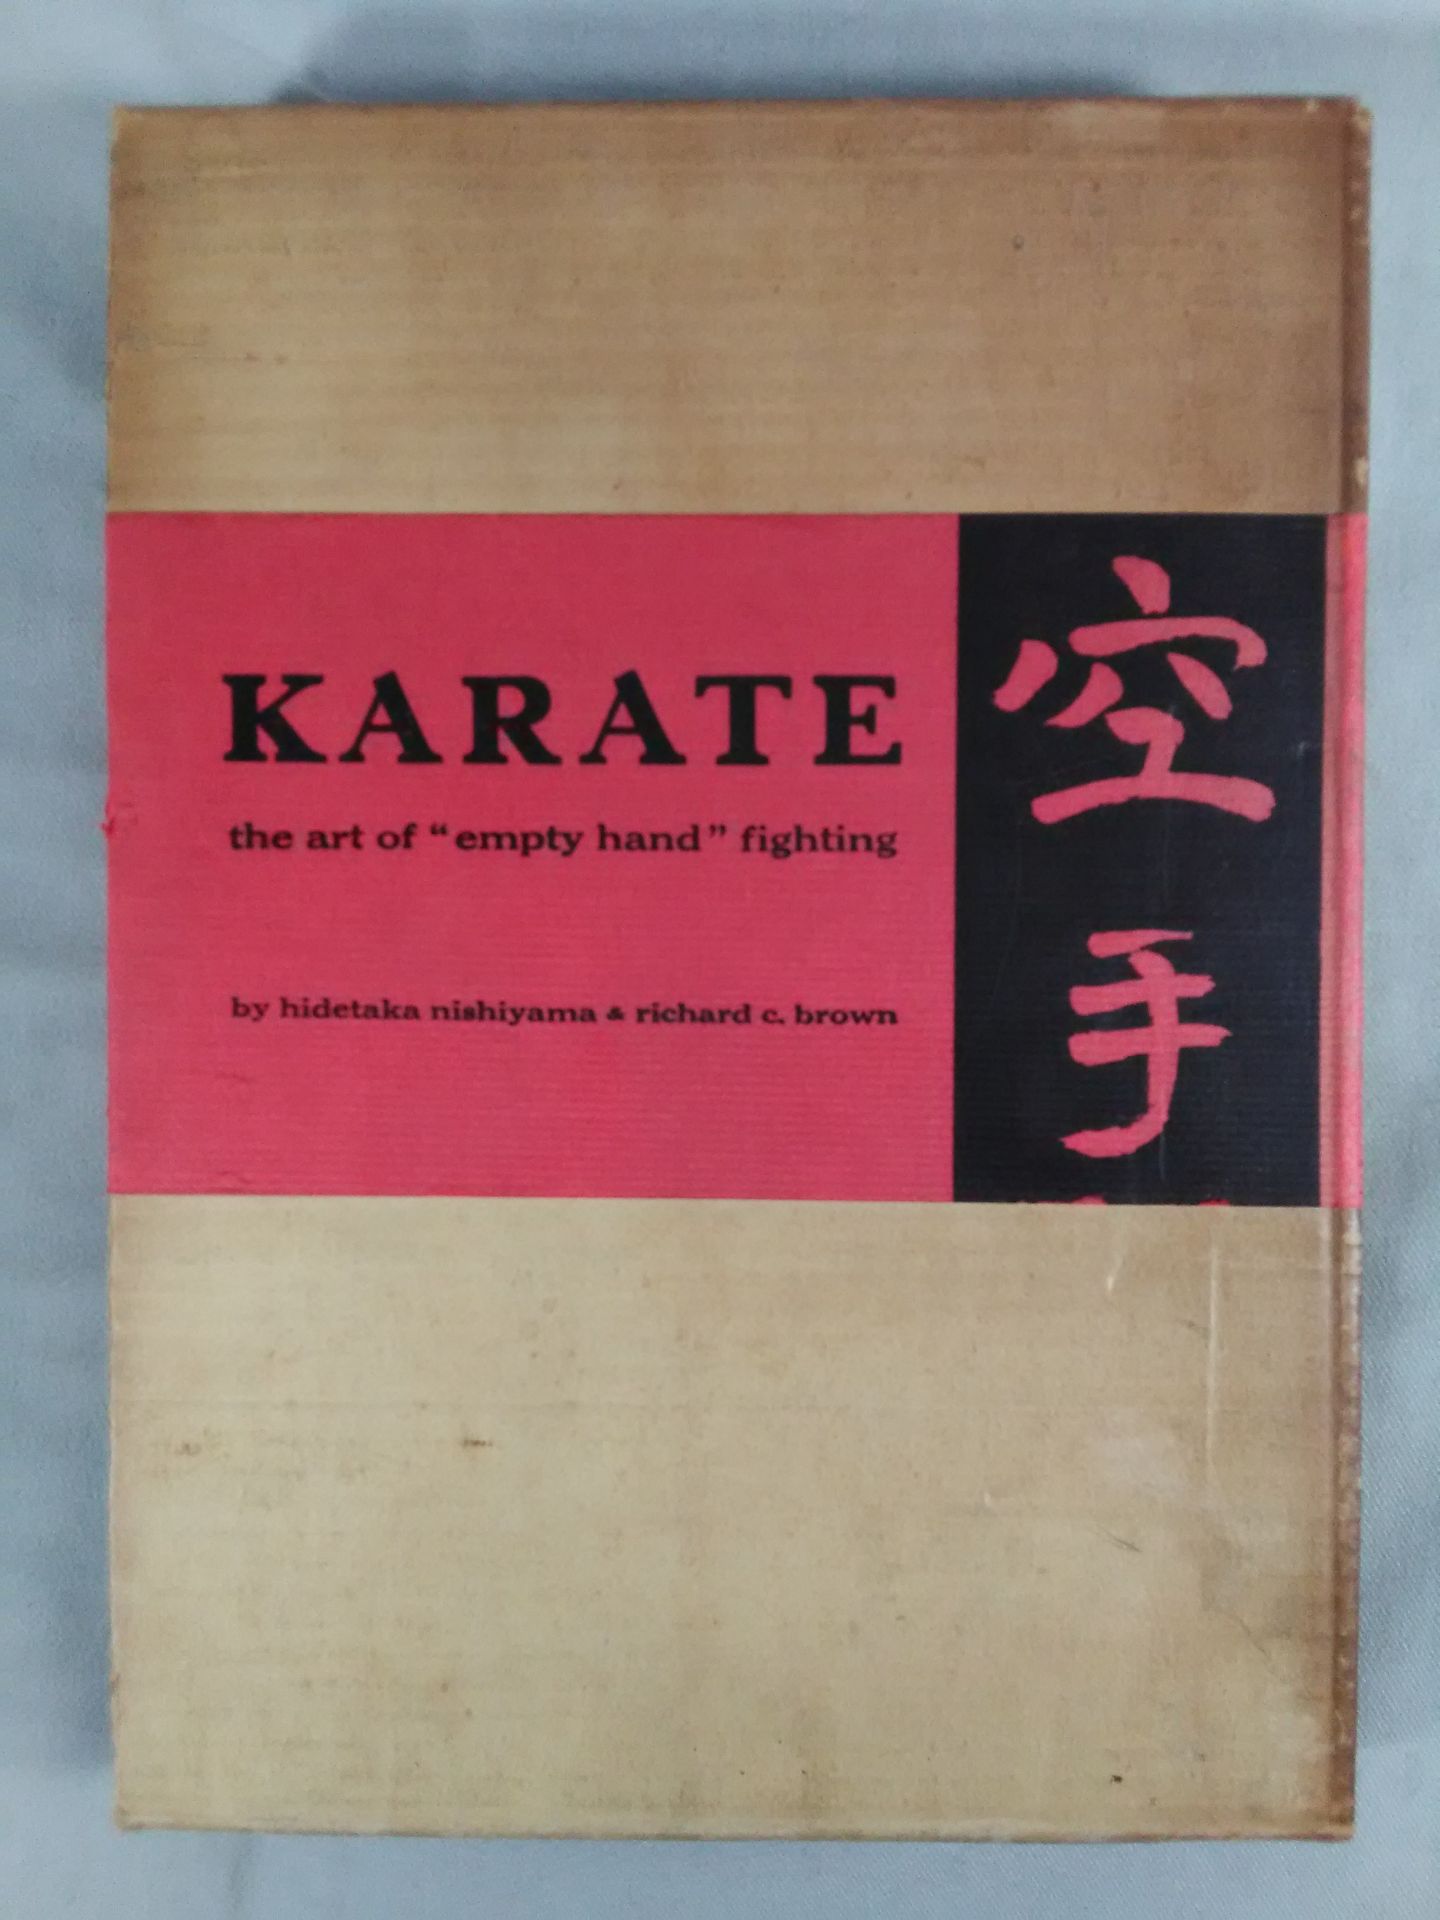 KARATE
the art of “empty hand” fighting
by hidetaka nishiyama & richard c. brown
空手